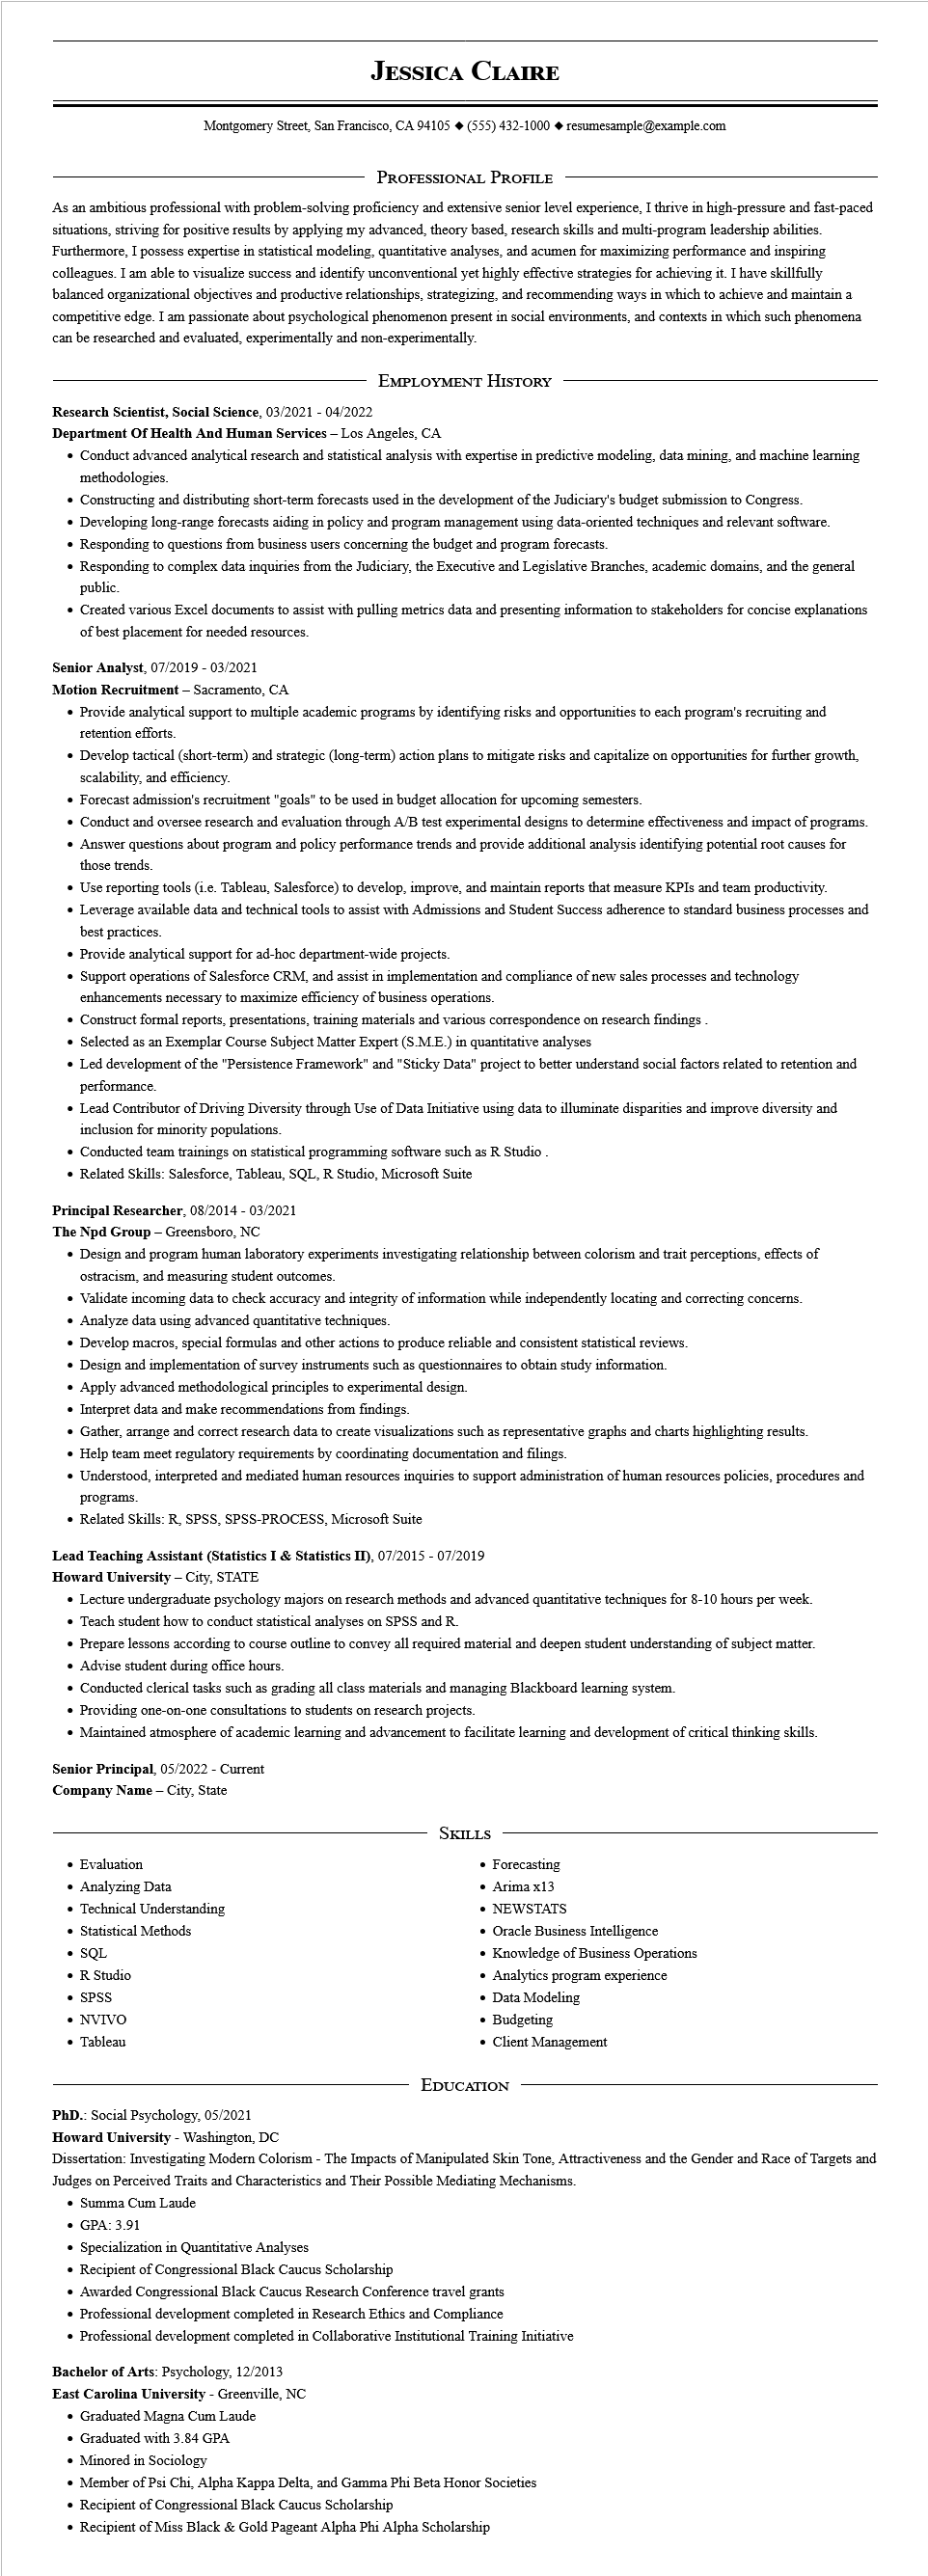 Jessica Claire
Montgomery Street, San Francisco, CA 94105 ◆ (555) 432-1000 ◆ resumesample@example.com
Professional Profile
As an ambitious professional with problem-solving proficiency and extensive senior level experience, I thrive in high-pressure and fast-paced
situations, striving for positive results by applying my advanced, theory based, research skills and multi-program leadership abilities.
Furthermore, I possess expertise in statistical modeling, quantitative analyses, and acumen for maximizing performance and inspiring
colleagues. I am able to visualize success and identify unconventional yet highly effective strategies for achieving it. I have skillfully
balanced organizational objectives and productive relationships, strategizing, and recommending ways in which to achieve and maintain a
competitive edge. I am passionate about psychological phenomenon present in social environments, and contexts in which such phenomena
can be researched and evaluated, experimentally and non-experimentally.
Employment History
Research Scientist, Social Science, 03/2021 - 04/2022
Department Of Health And Human Services – Los Angeles, CA
• Conduct advanced analytical research and statistical analysis with expertise in predictive modeling, data mining, and machine learning
methodologies.
• Constructing and distributing short-term forecasts used in the development of the Judiciary's budget submission to Congress.
• Developing long-range forecasts aiding in policy and program management using data-oriented techniques and relevant software.
• Responding to questions from business users concerning the budget and program forecasts.
• Responding to complex data inquiries from the Judiciary, the Executive and Legislative Branches, academic domains, and the general
public.
• Created various Excel documents to assist with pulling metrics data and presenting information to stakeholders for concise explanations
of best placement for needed resources.
Senior Analyst, 07/2019 - 03/2021
Motion Recruitment – Sacramento, CA
• Provide analytical support to multiple academic programs by identifying risks and opportunities to each program's recruiting and
retention efforts.
• Develop tactical (short-term) and strategic (long-term) action plans to mitigate risks and capitalize on opportunities for further growth,
scalability, and efficiency.
• Forecast admission's recruitment "goals" to be used in budget allocation for upcoming semesters.
• Conduct and oversee research and evaluation through A/B test experimental designs to determine effectiveness and impact of programs.
• Answer questions about program and policy performance trends and provide additional analysis identifying potential root causes for
those trends.
• Use reporting tools (i.e. Tableau, Salesforce) to develop, improve, and maintain reports that measure KPIs and team productivity.
• Leverage available data and technical tools to assist with Admissions and Student Success adherence to standard business processes and
best practices.
• Provide analytical support for ad-hoc department-wide projects.
• Support operations of Salesforce CRM, and assist in implementation and compliance of new sales processes and technology
enhancements necessary to maximize efficiency of business operations.
• Construct formal reports, presentations, training materials and various correspondence on research findings .
• Selected as an Exemplar Course Subject Matter Expert (S.M.E.) in quantitative analyses
• Led development of the "Persistence Framework" and "Sticky Data" project to better understand social factors related to retention and
performance.
• Lead Contributor of Driving Diversity through Use of Data Initiative using data to illuminate disparities and improve diversity and
inclusion for minority populations.
• Conducted team trainings on statistical programming software such as R Studio .
• Related Skills: Salesforce, Tableau, SQL, R Studio, Microsoft Suite
Principal Researcher, 08/2014 - 03/2021
The Npd Group – Greensboro, NC
• Design and program human laboratory experiments investigating relationship between colorism and trait perceptions, effects of
ostracism, and measuring student outcomes.
• Validate incoming data to check accuracy and integrity of information while independently locating and correcting concerns.
• Analyze data using advanced quantitative techniques.
• Develop macros, special formulas and other actions to produce reliable and consistent statistical reviews.
• Design and implementation of survey instruments such as questionnaires to obtain study information.
• Apply advanced methodological principles to experimental design.
• Interpret data and make recommendations from findings.
• Gather, arrange and correct research data to create visualizations such as representative graphs and charts highlighting results.
• Help team meet regulatory requirements by coordinating documentation and filings.
• Understood, interpreted and mediated human resources inquiries to support administration of human resources policies, procedures and
programs.
• Related Skills: R, SPSS, SPSS-PROCESS, Microsoft Suite
Lead Teaching Assistant (Statistics I & Statistics II), 07/2015 - 07/2019
Howard University – City, STATE
• Lecture undergraduate psychology majors on research methods and advanced quantitative techniques for 8-10 hours per week.
• Teach student how to conduct statistical analyses on SPSS and R.
• Prepare lessons according to course outline to convey all required material and deepen student understanding of subject matter.
• Advise student during office hours.
• Conducted clerical tasks such as grading all class materials and managing Blackboard learning system.
• Providing one-on-one consultations to students on research projects.
• Maintained atmosphere of academic learning and advancement to facilitate learning and development of critical thinking skills.
Senior Principal, 05/2022 - Current
Company Name – City, State
Skills
• Evaluation
• Analyzing Data
• Technical Understanding
• Statistical Methods
• SQL
• R Studio
• SPSS
• NVIVO
• Tableau
• Forecasting
• Arima x13
• NEWSTATS
• Oracle Business Intelligence
• Knowledge of Business Operations
• Analytics program experience
• Data Modeling
• Budgeting
• Client Management
Education
PhD.: Social Psychology, 05/2021
Howard University - Washington, DC
Dissertation: Investigating Modern Colorism - The Impacts of Manipulated Skin Tone, Attractiveness and the Gender and Race of Targets and
Judges on Perceived Traits and Characteristics and Their Possible Mediating Mechanisms.
• Summa Cum Laude
• GPA: 3.91
• Specialization in Quantitative Analyses
• Recipient of Congressional Black Caucus Scholarship
• Awarded Congressional Black Caucus Research Conference travel grants
• Professional development completed in Research Ethics and Compliance
• Professional development completed in Collaborative Institutional Training Initiative
Bachelor of Arts: Psychology, 12/2013
East Carolina University - Greenville, NC
• Graduated Magna Cum Laude
• Graduated with 3.84 GPA
• Minored in Sociology
• Member of Psi Chi, Alpha Kappa Delta, and Gamma Phi Beta Honor Societies
• Recipient of Congressional Black Caucus Scholarship
• Recipient of Miss Black & Gold Pageant Alpha Phi Alpha Scholarship